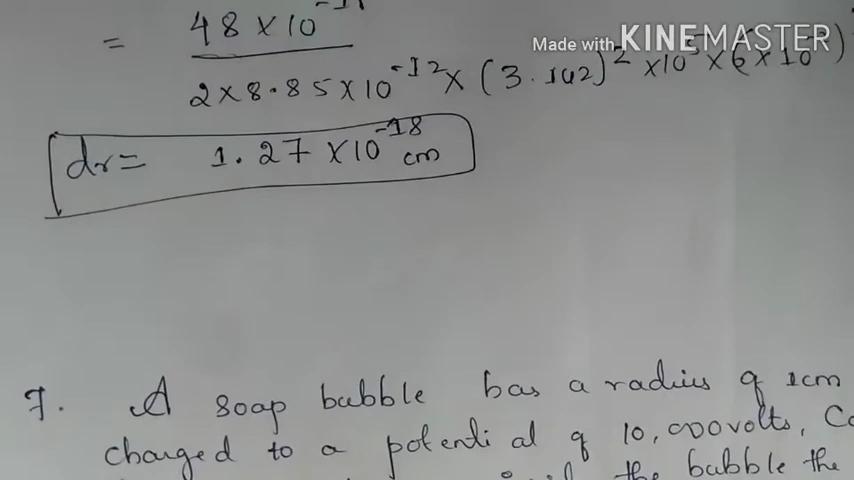 48 × 10
=
Made with KINEMASTER
2 × 8.85 × 10⁻¹² × (3.142)² × 10⁵ × (6 × 10
dr = 1.27 × 10⁻¹⁸ cm
7. A soap bubble has a radius of 1cm
charged to a potential of 10,000 volts,
the bubble the